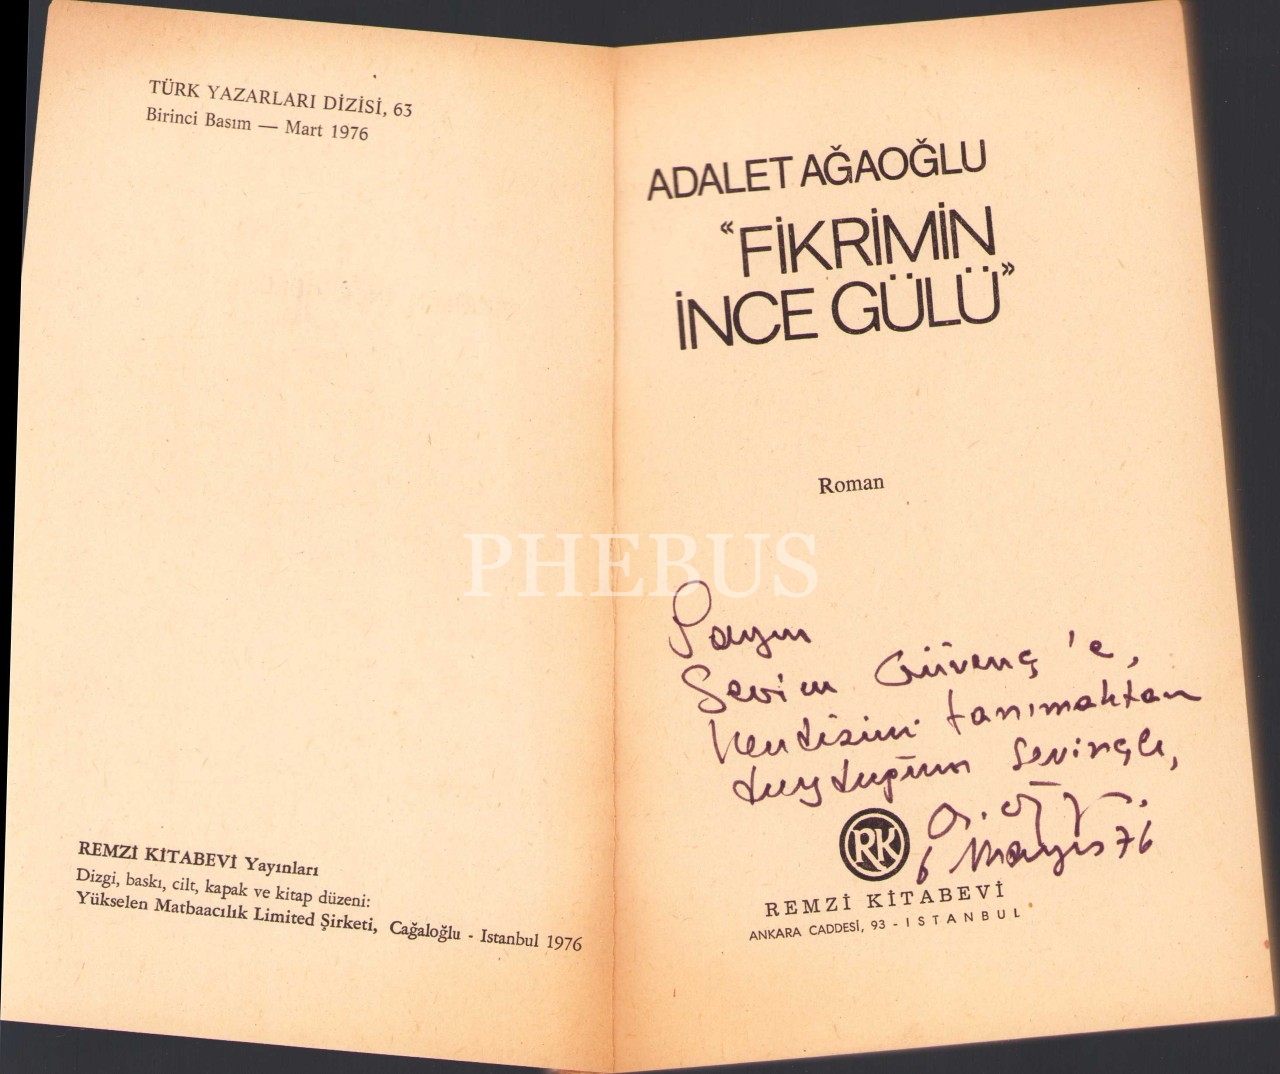 TÜRK YAZARLARI DİZİSİ, 63
Birinci Basım — Mart 1976
REMZİ KİTABEVİ Yayınları
Dizgi, baskı, cilt, kapak ve kitap düzeni:
Yükselen Matbaacılık Limited Şirketi, Cağaloğlu - Istanbul 1976
ADALET AĞAOĞLU
“FİKRİMİN
İNCE GÜLÜ”
Roman
PHEBUS
Sayın
Sevim Güvenç'e,
kendisini tanımaktan
duyduğum sevinçle,
6 Mayıs 76
RK
REMZİ KİTABEVİ
ANKARA CADDESİ, 93 - ISTANBUL